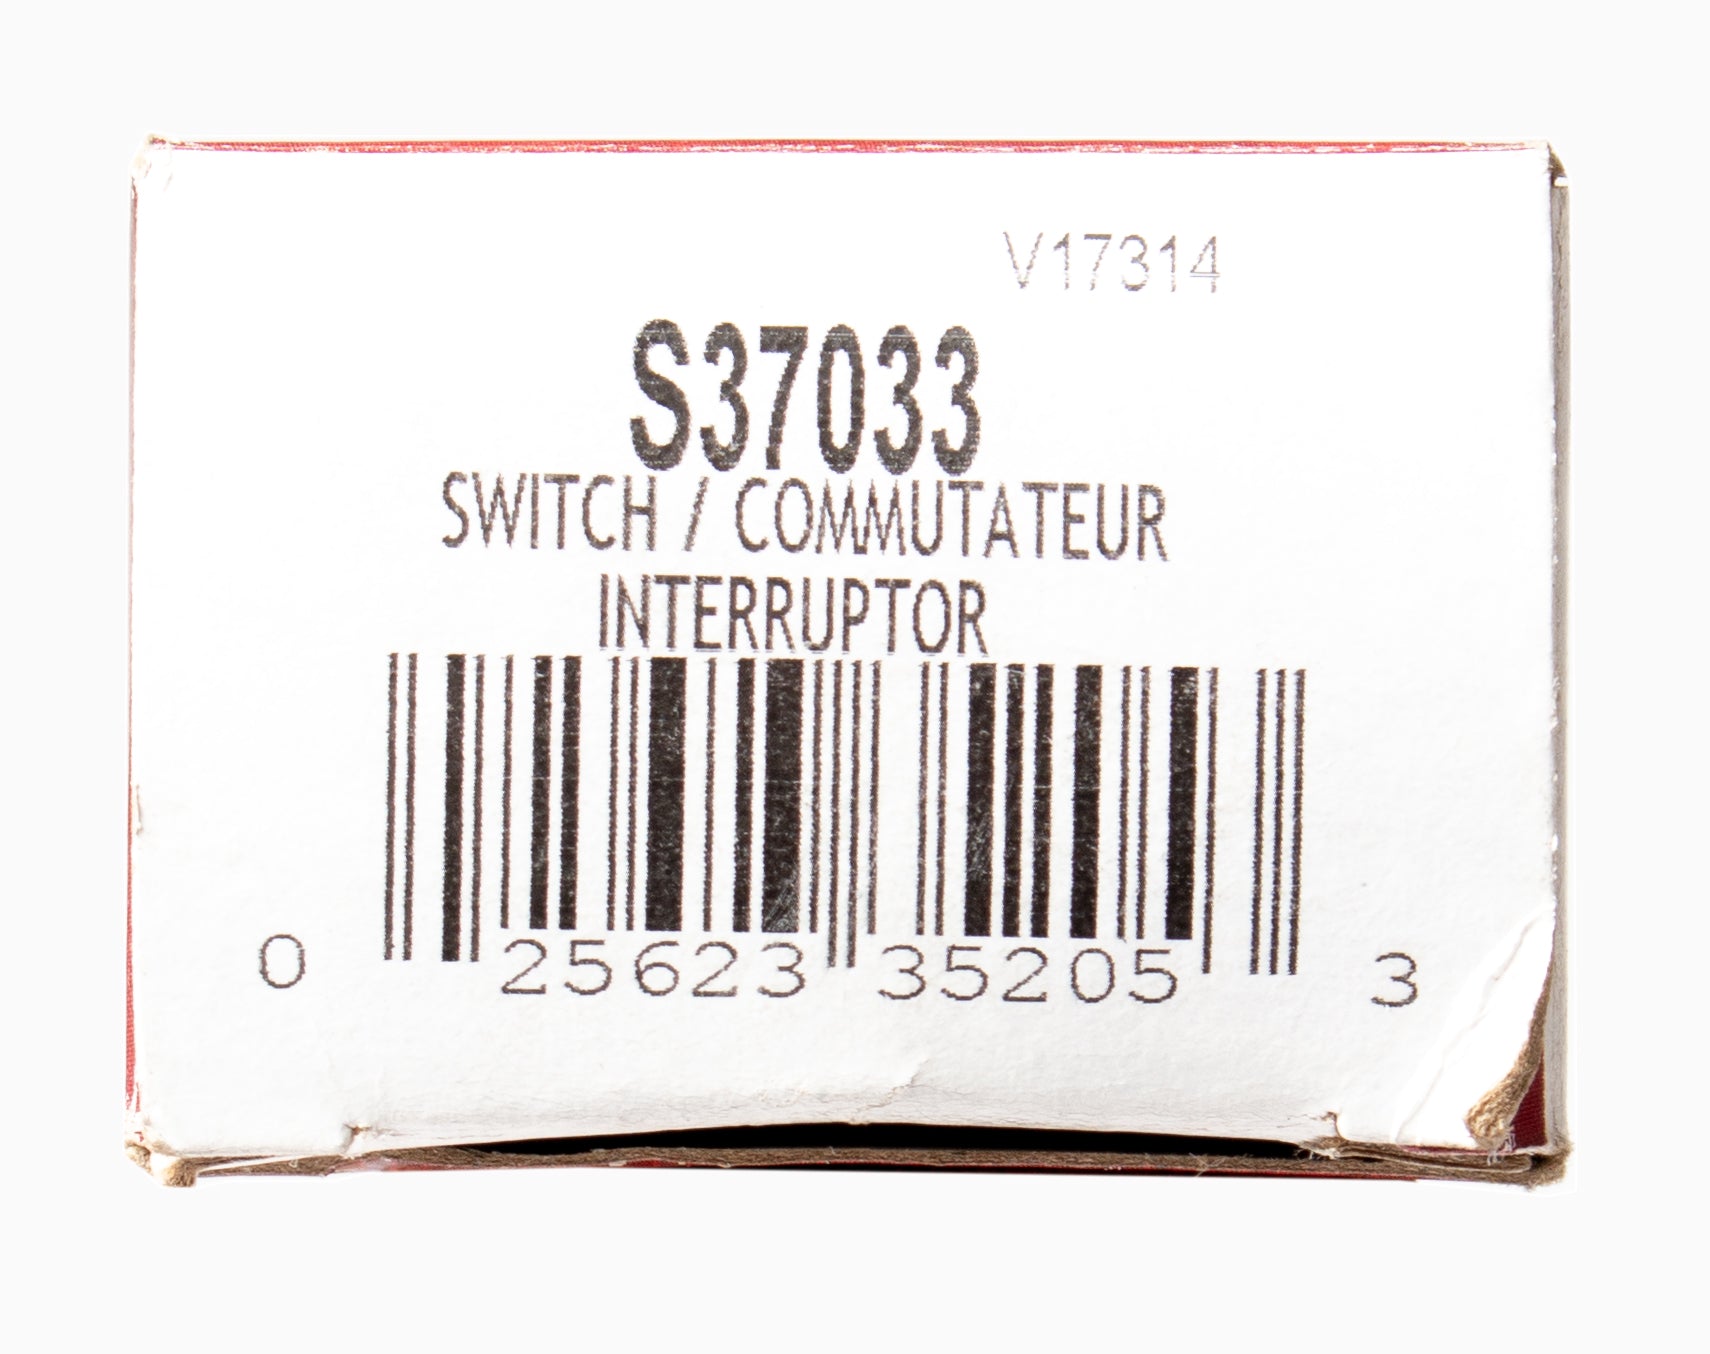 V17314
S37033
SWITCH / COMMUTATEUR
INTERRUPTOR
0 25623 35205 3